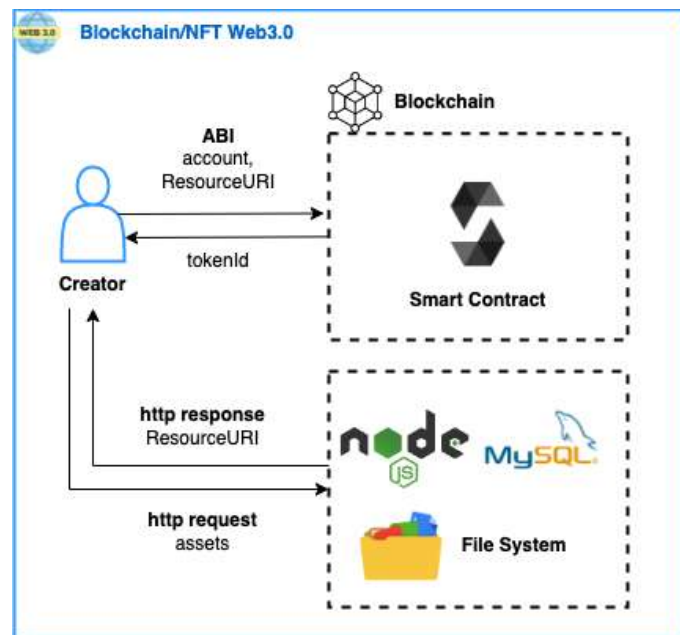 WEB 3.0
Blockchain/NFT Web3.0
Blockchain
ABI
account,
ResourceURI
tokenId
Creator
Smart Contract
http response
ResourceURI
node
JS
MySQL
http request
assets
File System